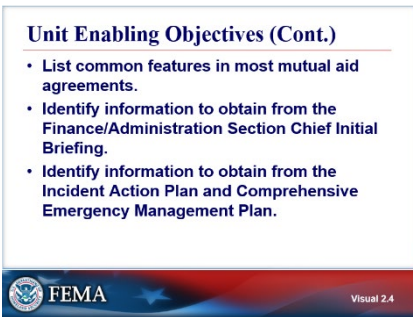 Unit Enabling Objectives (Cont.)
• List common features in most mutual aid
agreements.
• Identify information to obtain from the
Finance/Administration Section Chief Initial
Briefing.
• Identify information to obtain from the
Incident Action Plan and Comprehensive
Emergency Management Plan.
FEMA
Visual 2.4